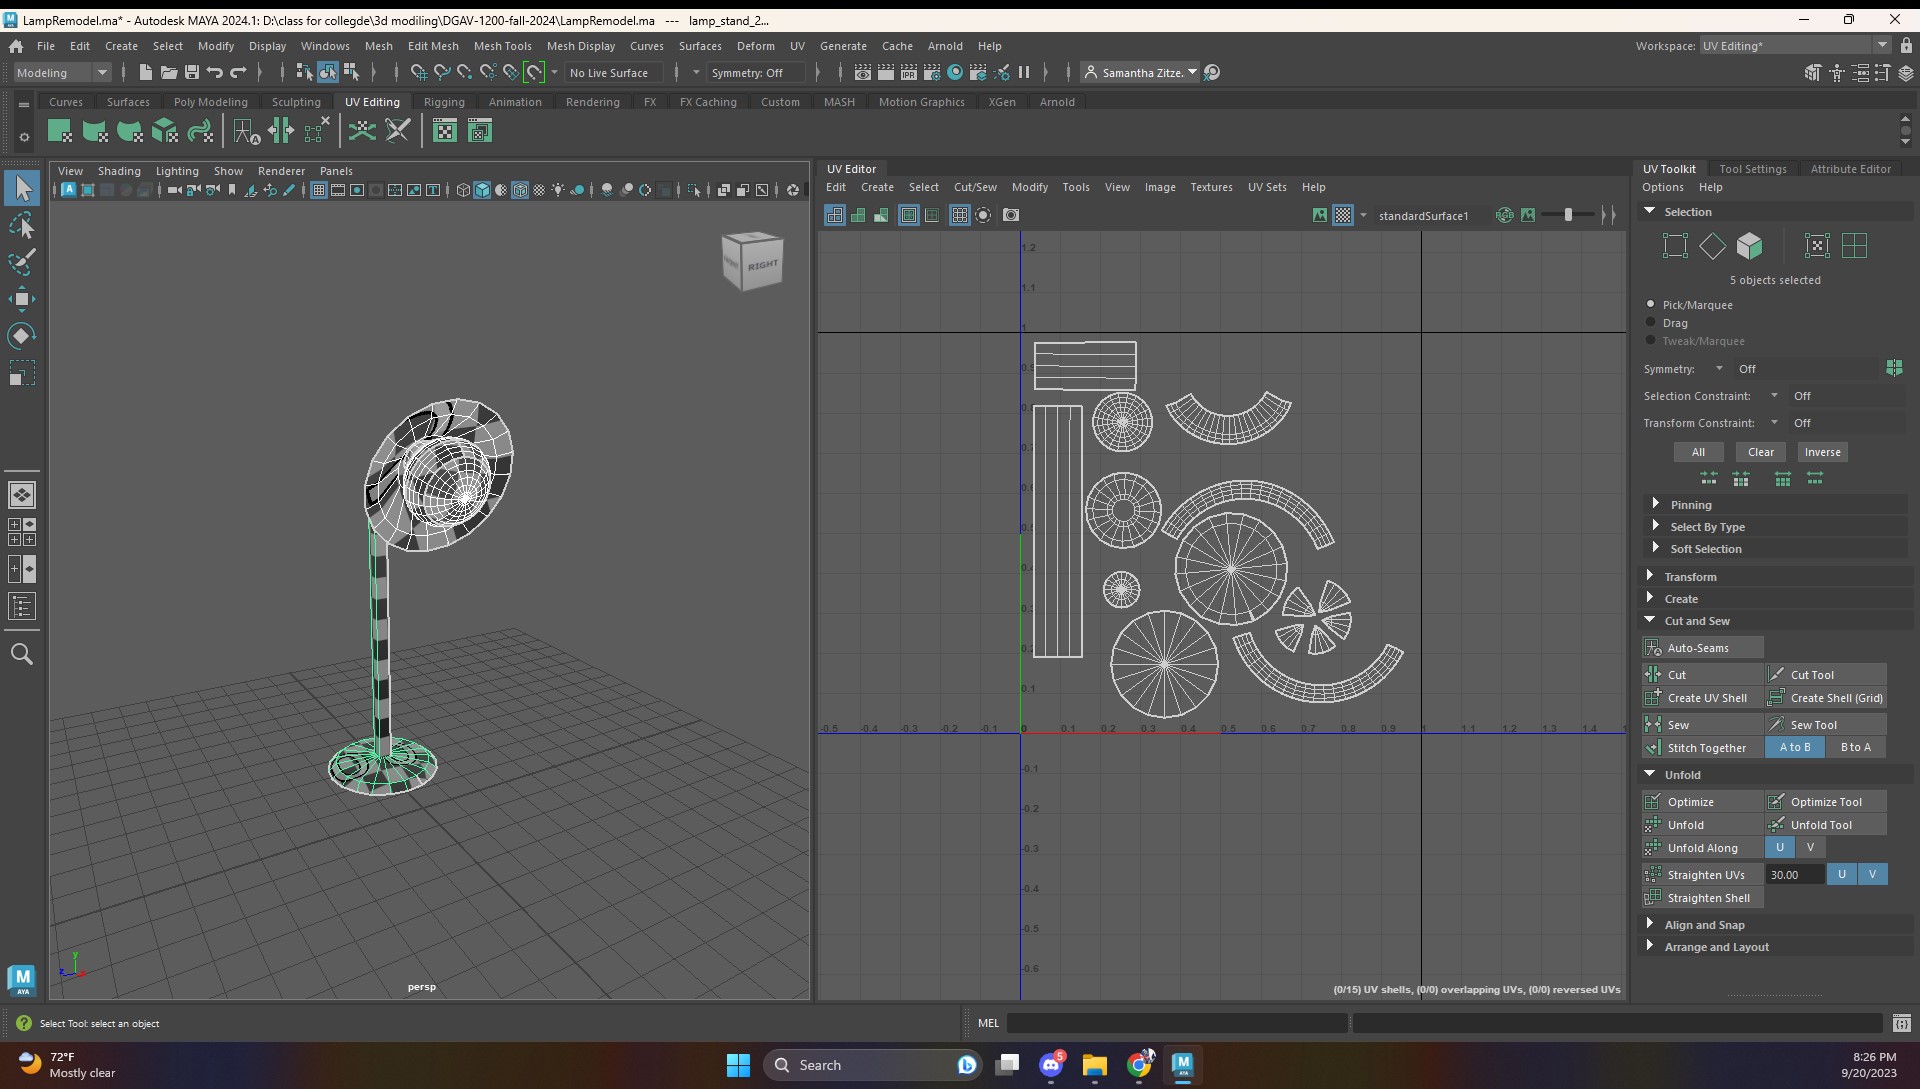 LampRemodel.ma* - Autodesk MAYA 2024.1: D:\class for collegde\3d modiling\DGAV-1200-fall-2024\LampRemodel.ma --- lamp_stand_2...
File Edit Create Select Modify Display Windows Mesh Edit Mesh Mesh Tools Mesh Display Curves Surfaces Deform UV Generate Cache Arnold Help
Workspace: UV Editing*
Modeling
No Live Surface
Symmetry: Off
IPR
Samantha Zitze.
Curves Surfaces Poly Modeling Sculpting UV Editing Rigging Animation Rendering FX FX Caching Custom MASH Motion Graphics XGen Arnold
View Shading Lighting Show Renderer Panels
RIGHT
persp
y
UV Editor
Edit Create Select Cut/Sew Modify Tools View Image Textures UV Sets Help
standardSurface1
RGB
1.2
1.1
1
0.9
0.1
-0.5 -0.4 -0.3 -0.2 -0.1 0 0.1 0.2 0.3 0.4 0.5 0.6 0.7 0.8 0.9 1 1.1 1.2 1.3 1.4
-0.1
-0.2
-0.3
-0.4
-0.5
-0.6
(0/15) UV shells, (0/0) overlapping UVs, (0/0) reversed UVs
UV Toolkit Tool Settings Attribute Editor
Options Help
Selection
5 objects selected
Pick/Marquee
Drag
Tweak/Marquee
Symmetry: Off
Selection Constraint: Off
Transform Constraint: Off
All Clear Inverse
Pinning
Select By Type
Soft Selection
Transform
Create
Cut and Sew
Auto-Seams
Cut Cut Tool
Create UV Shell Create Shell (Grid)
Sew Sew Tool
Stitch Together A to B B to A
Unfold
Optimize Optimize Tool
Unfold Unfold Tool
Unfold Along U V
Straighten UVs 30.00 U V
Straighten Shell
Align and Snap
Arrange and Layout
M
AYA
Select Tool: select an object
MEL
72°F
Mostly clear
Search
5
M
AYA
8:26 PM
9/20/2023